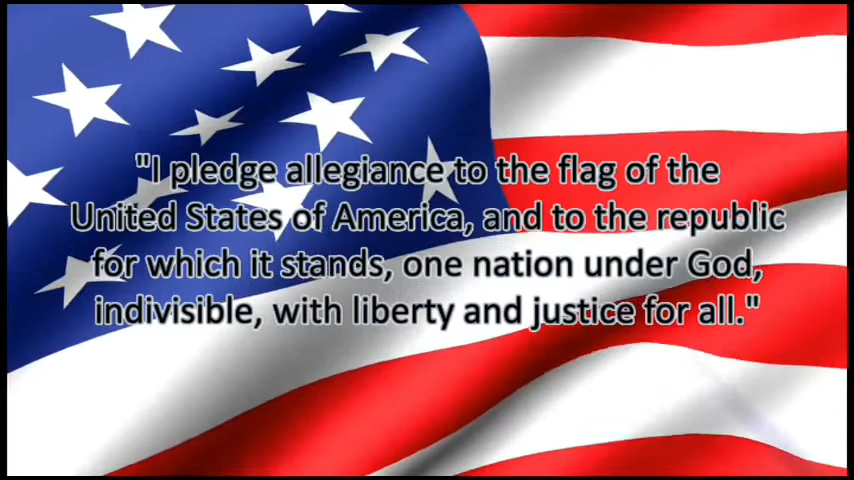 "I pledge allegiance to the flag of the
United States of America, and to the republic
for which it stands, one nation under God,
indivisible, with liberty and justice for all."